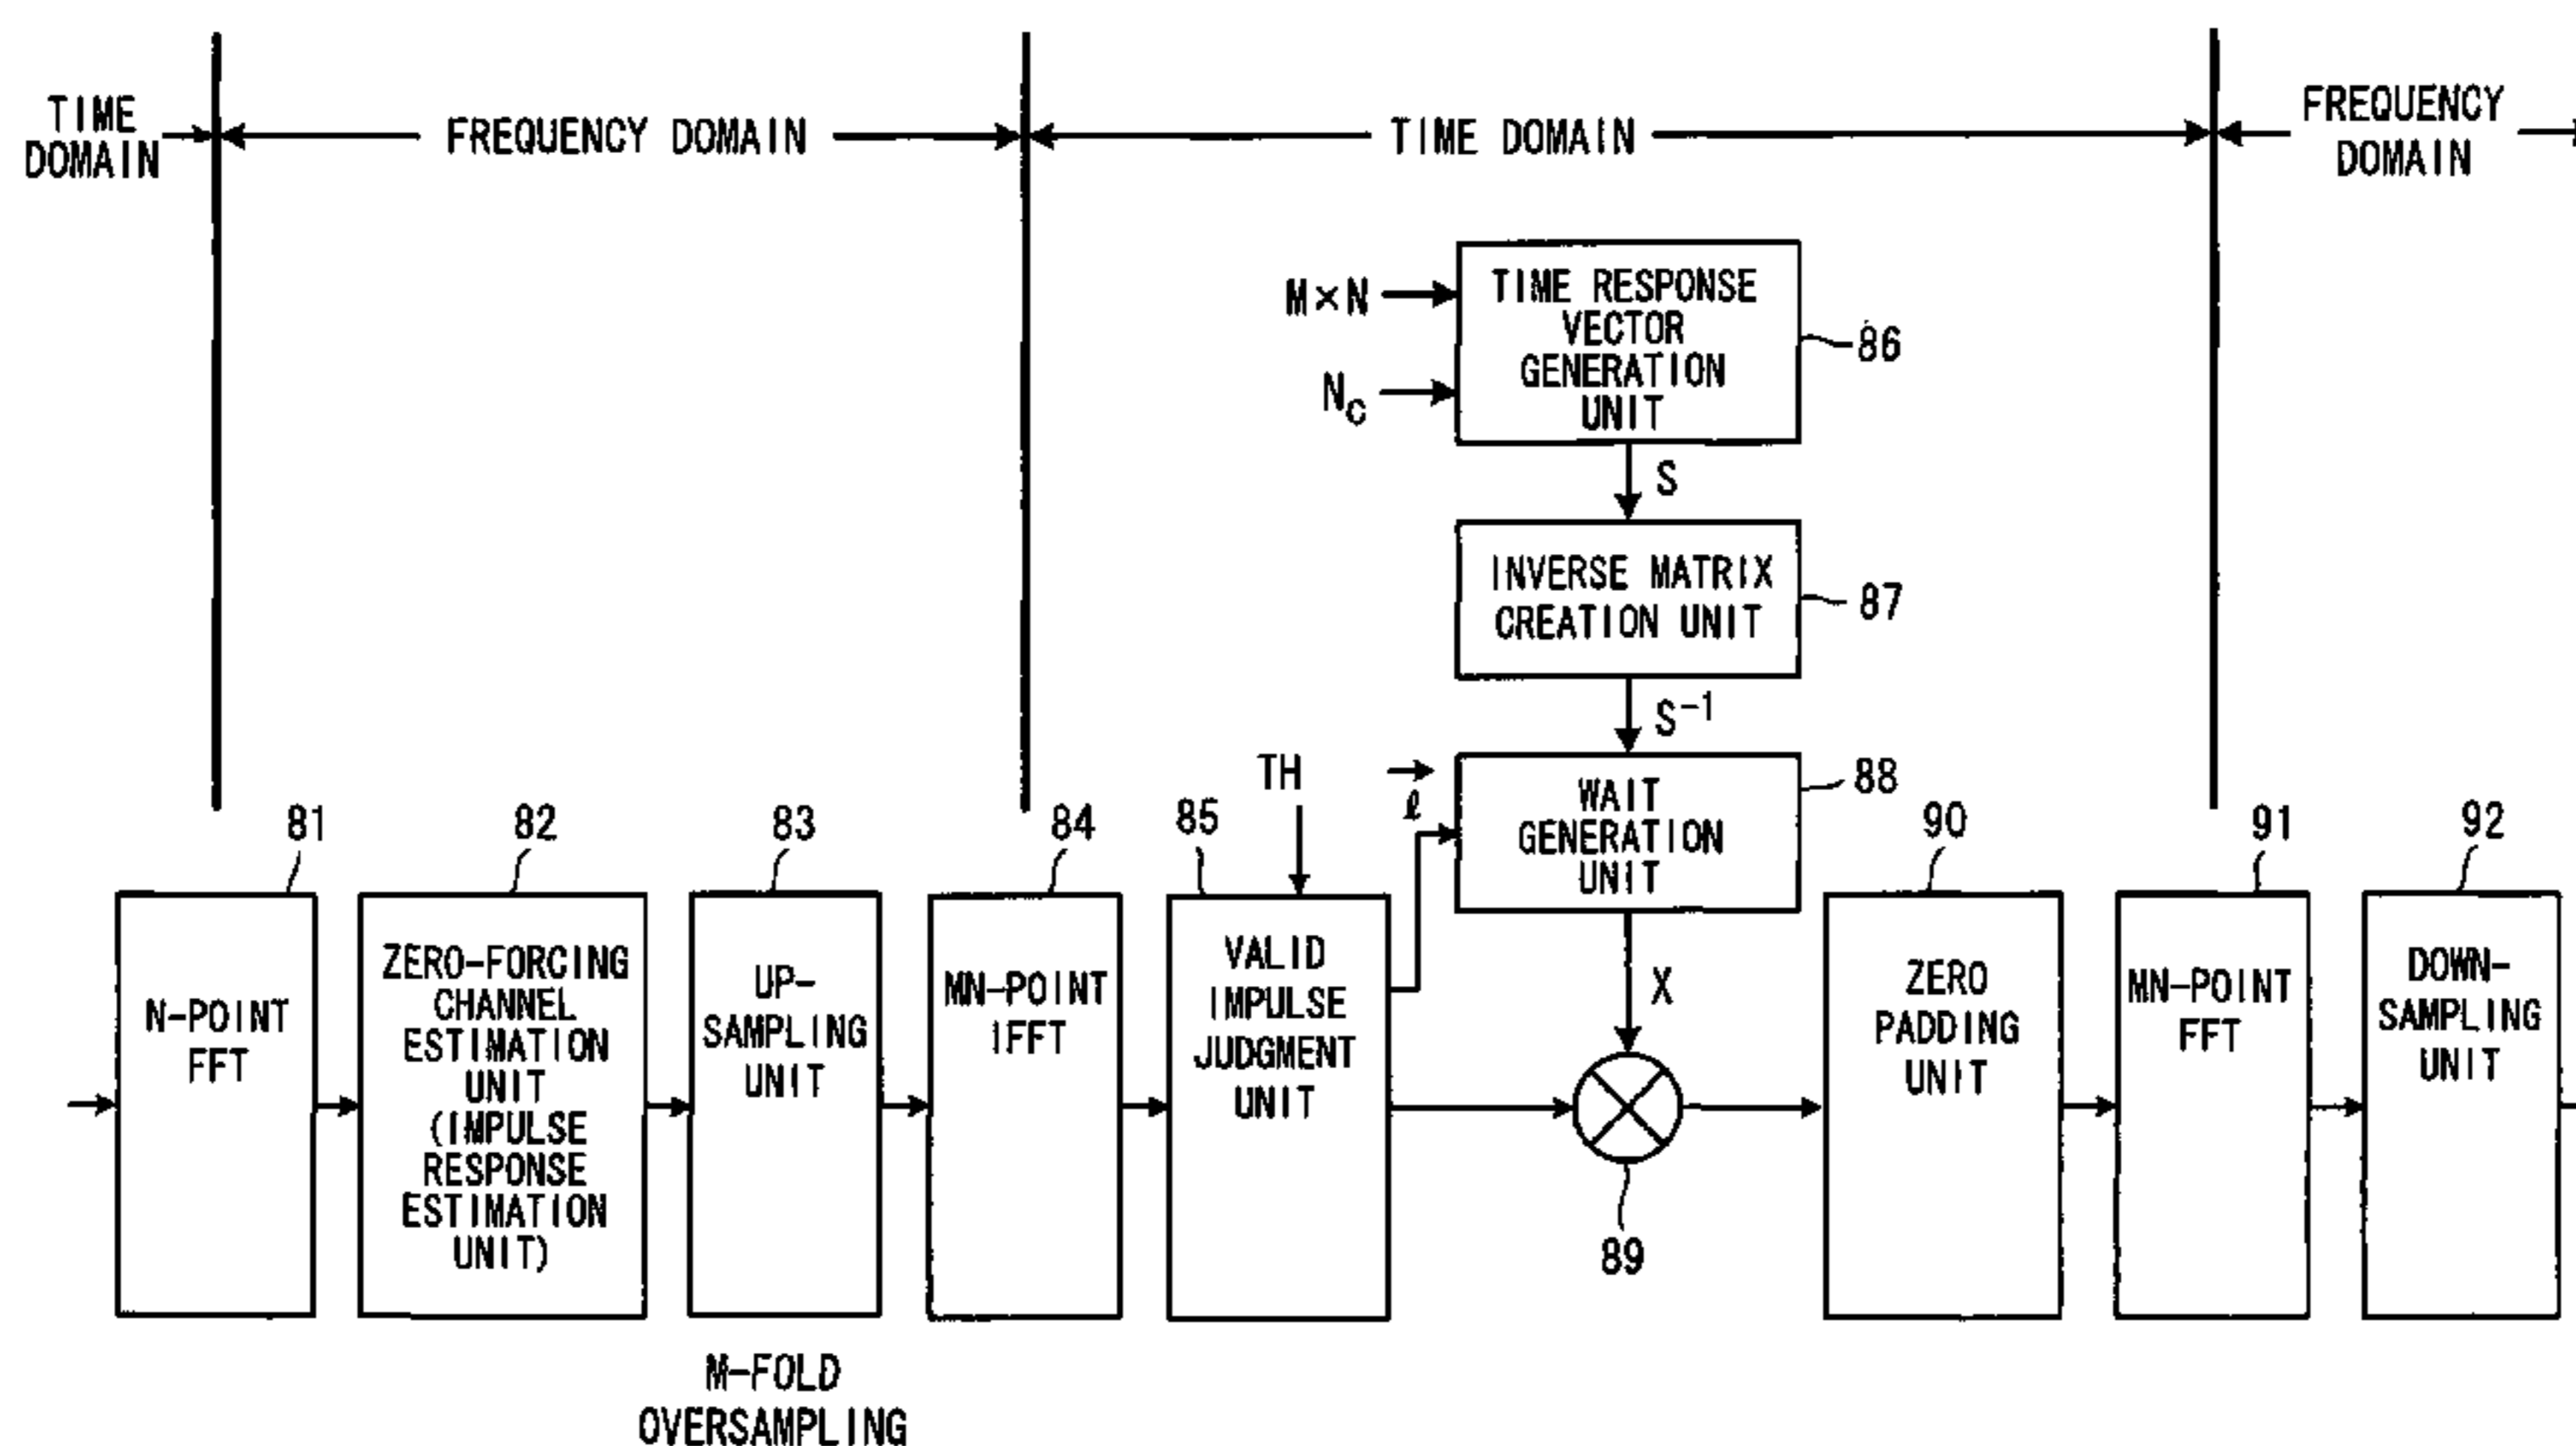 TIME
DOMAIN
FREQUENCY DOMAIN
TIME DOMAIN
FREQUENCY
DOMAIN
M×N
N_C
TIME RESPONSE
VECTOR
GENERATION
UNIT
86
S
INVERSE MATRIX
CREATION UNIT
87
S⁻¹
TH
ℓ
WAIT
GENERATION
UNIT
88
X
89
81
N-POINT
FFT
82
ZERO-FORCING
CHANNEL
ESTIMATION
UNIT
(IMPULSE
RESPONSE
ESTIMATION
UNIT)
83
UP-
SAMPLING
UNIT
84
MN-POINT
IFFT
85
VALID
IMPULSE
JUDGMENT
UNIT
90
ZERO
PADDING
UNIT
91
MN-POINT
FFT
92
DOWN-
SAMPLING
UNIT
M-FOLD
OVERSAMPLING